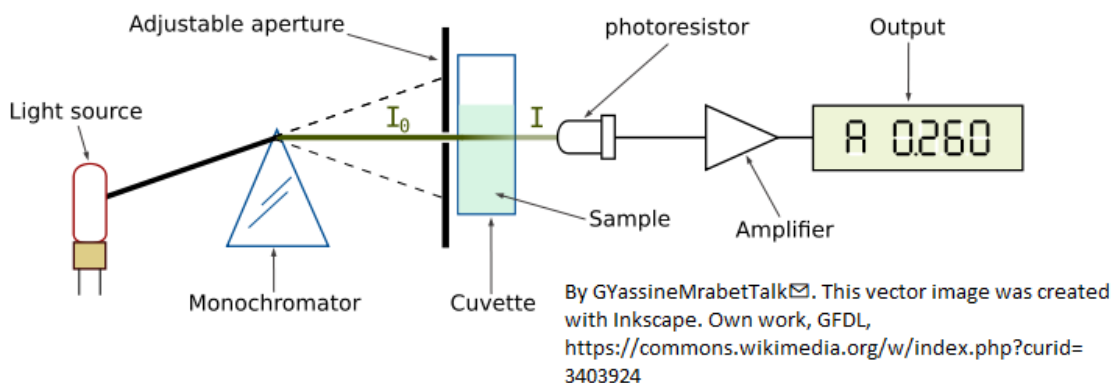 Adjustable aperture
photoresistor
Output
Light source
I₀
I
A 0.260
Sample
Amplifier
Monochromator
Cuvette
By GYassineMrabetTalk✉. This vector image was created
with Inkscape. Own work, GFDL,
https://commons.wikimedia.org/w/index.php?curid=
3403924